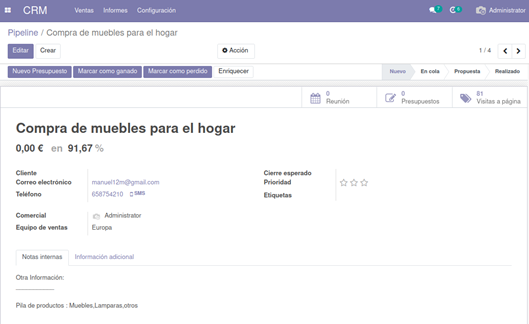 CRM Ventas Informes Configuración 7 6 Administrator
Pipeline / Compra de muebles para el hogar
Editar Crear Acción 1 / 4
Nuevo Presupuesto Marcar como ganado Marcar como perdido Enriquecer Nuevo En cola Propuesta Realizado
0 0 81
Reunión Presupuestos Visitas a página
Compra de muebles para el hogar
0,00 € en 91,67 %
Cliente Cierre esperado
Correo electrónico manuel12m@gmail.com Prioridad
Teléfono 658754210 SMS Etiquetas
Comercial Administrator
Equipo de ventas Europa
Notas internas Información adicional
Otra Información:
Pila de productos : Muebles,Lamparas,otros